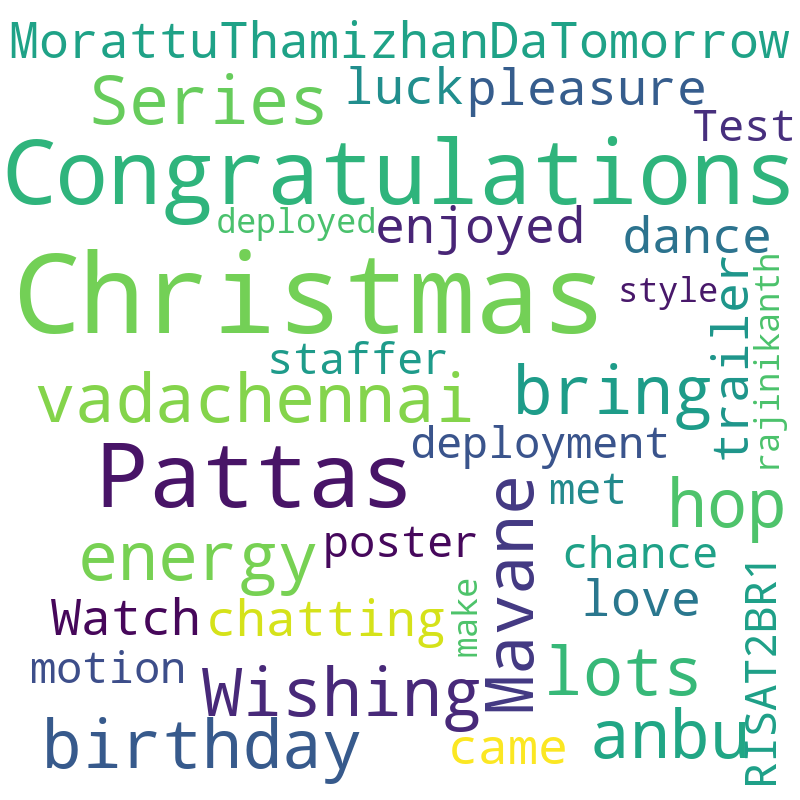 MorattuThamizhanDaTomorrow
Series
luck
pleasure
Test
Congratulations
deployed
enjoyed
dance
Christmas
style
trailer
rajinikanth
staffer
vadachennai
bring
deployment
Pattas
met
Mavane
hop
energy
poster
chance
RISAT2BR1
make
love
Watch
chatting
motion
Wishing
lots
birthday
came
anbu